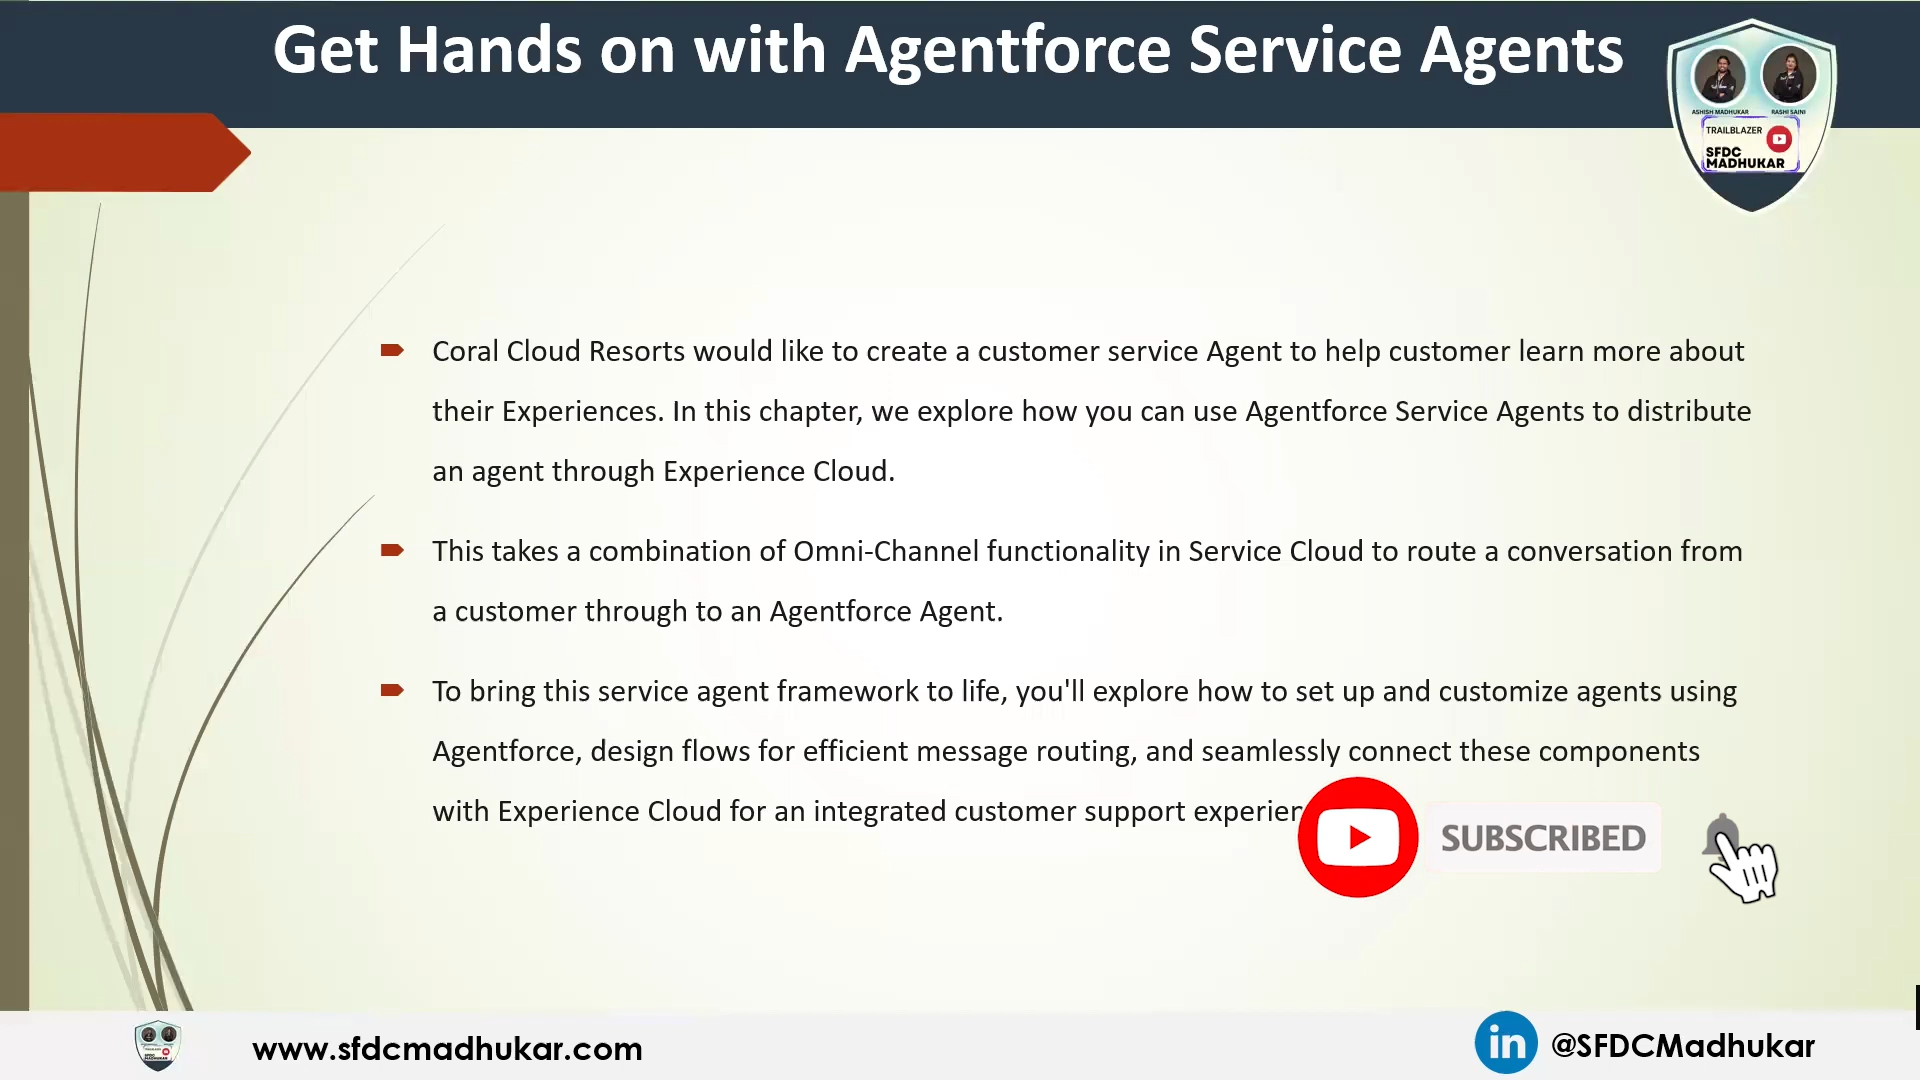 Get Hands on with Agentforce Service Agents
ASHISH MADHUKAR RASHI SAINI
TRAILBLAZER
SFDC
MADHUKAR
Coral Cloud Resorts would like to create a customer service Agent to help customer learn more about
their Experiences. In this chapter, we explore how you can use Agentforce Service Agents to distribute
an agent through Experience Cloud.
This takes a combination of Omni-Channel functionality in Service Cloud to route a conversation from
a customer through to an Agentforce Agent.
To bring this service agent framework to life, you'll explore how to set up and customize agents using
Agentforce, design flows for efficient message routing, and seamlessly connect these components
with Experience Cloud for an integrated customer support experien
SUBSCRIBED
www.sfdcmadhukar.com
in @SFDCMadhukar